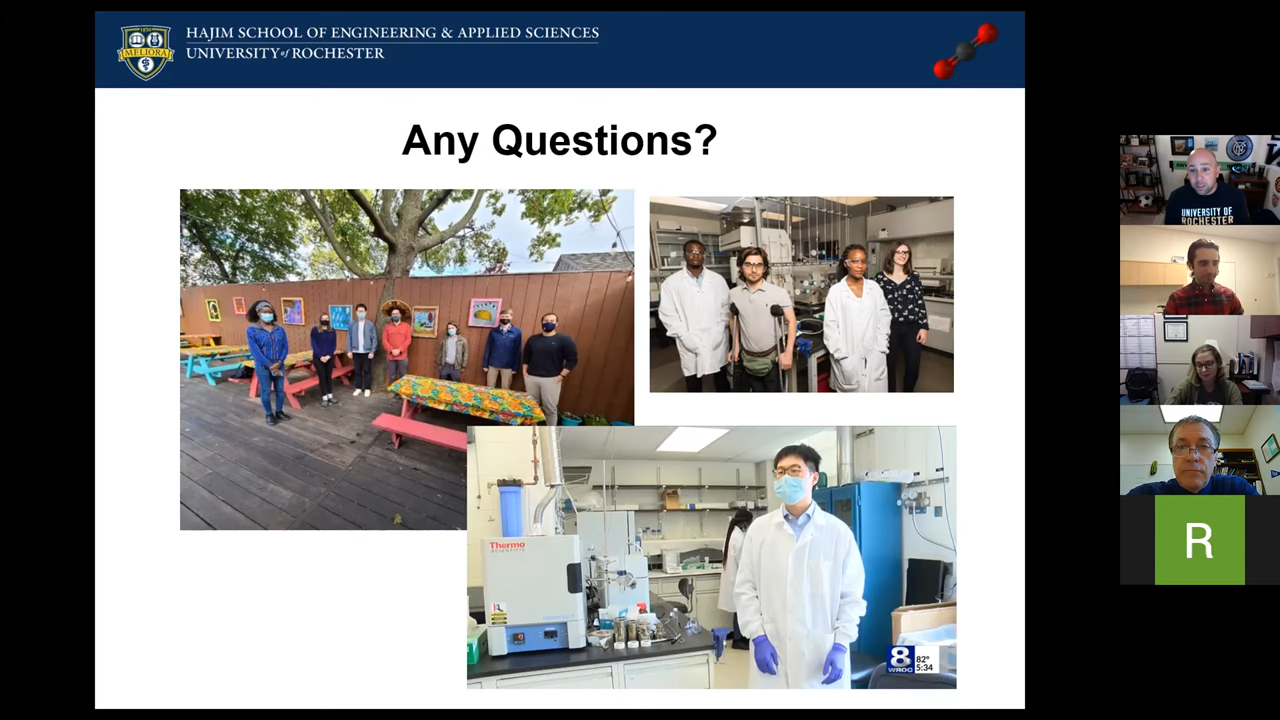 HAJIM SCHOOL OF ENGINEERING & APPLIED SCIENCES
UNIVERSITY of ROCHESTER
MELIORA
Any Questions?
UNIVERSITY OF
ROCHESTER
Thermo
SCIENTIFIC
8
WROC
82°
5:34
R